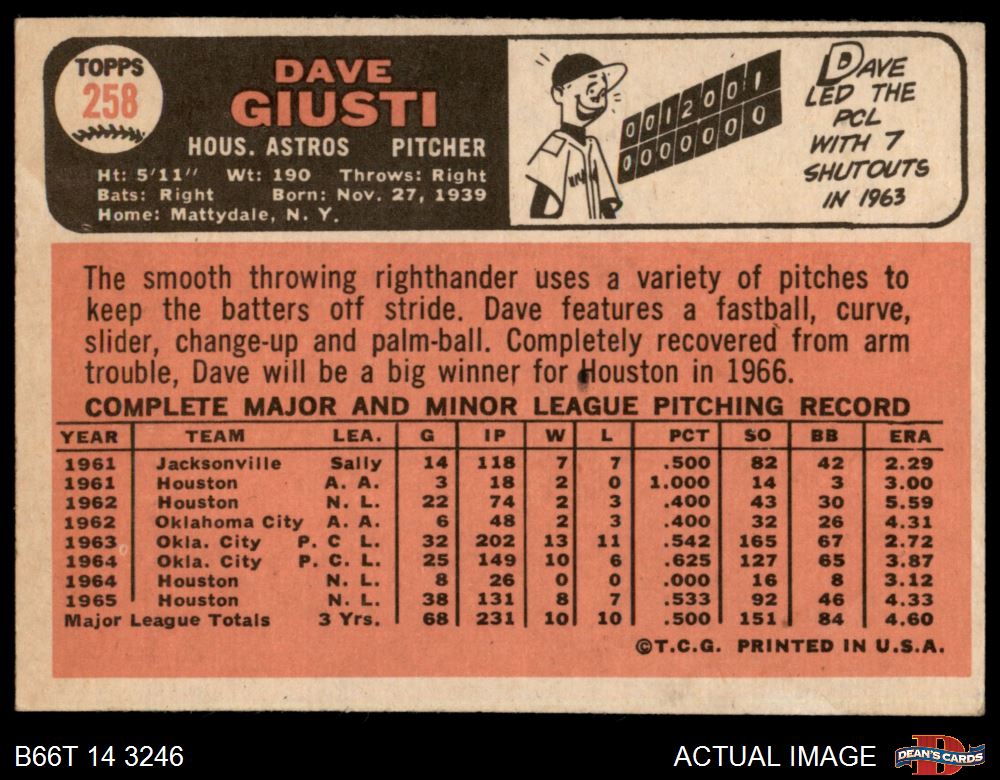 TOPPS
258
DAVE
GIUSTI
HOUS. ASTROS PITCHER
Ht: 5'11" Wt: 190 Throws: Right
Bats: Right Born: Nov. 27, 1939
Home: Mattydale, N. Y.
0012001
000000
DAVE
LED THE
PCL
WITH 7
SHUTOUTS
IN 1963
The smooth throwing righthander uses a variety of pitches to
keep the batters off stride. Dave features a fastball, curve,
slider, change-up and palm-ball. Completely recovered from arm
trouble, Dave will be a big winner for Houston in 1966.
COMPLETE MAJOR AND MINOR LEAGUE PITCHING RECORD
YEAR TEAM LEA. G IP W L PCT SO BB ERA
1961 Jacksonville Sally 14 118 7 7 .500 82 42 2.29
1961 Houston A. A. 3 18 2 0 1.000 14 3 3.00
1962 Houston N. L. 22 74 2 3 .400 43 30 5.59
1962 Oklahoma City A. A. 6 48 2 3 .400 32 26 4.31
1963 Okla. City P. C L. 32 202 13 11 .542 165 67 2.72
1964 Okla. City P. C. L. 25 149 10 6 .625 127 65 3.87
1964 Houston N. L. 8 26 0 0 .000 16 8 3.12
1965 Houston N. L. 38 131 8 7 .533 92 46 4.33
Major League Totals 3 Yrs. 68 231 10 10 .500 151 84 4.60
©T.C.G. PRINTED IN U.S.A.
B66T 14 3246
ACTUAL IMAGE
DEAN'S CARDS